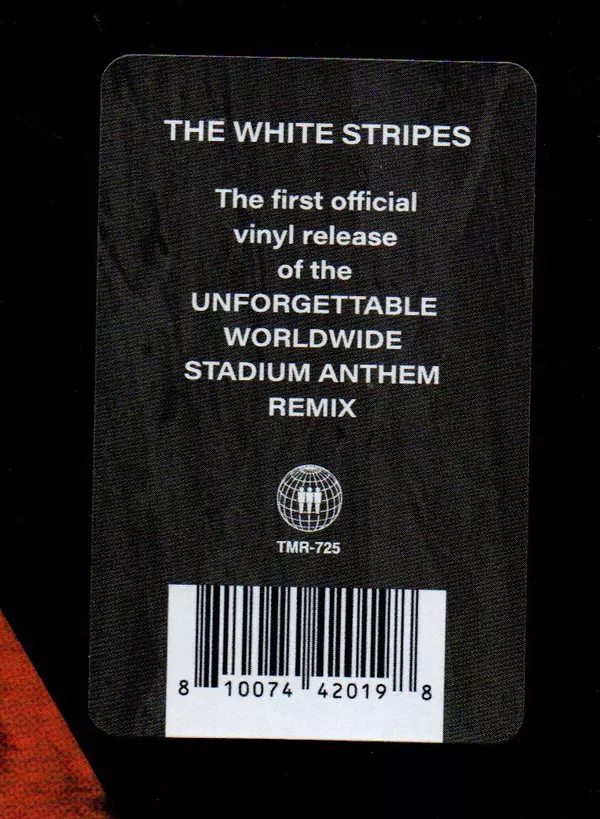 THE WHITE STRIPES
The first official
vinyl release
of the
UNFORGETTABLE
WORLDWIDE
STADIUM ANTHEM
REMIX
TMR-725
8 10074 42019 8